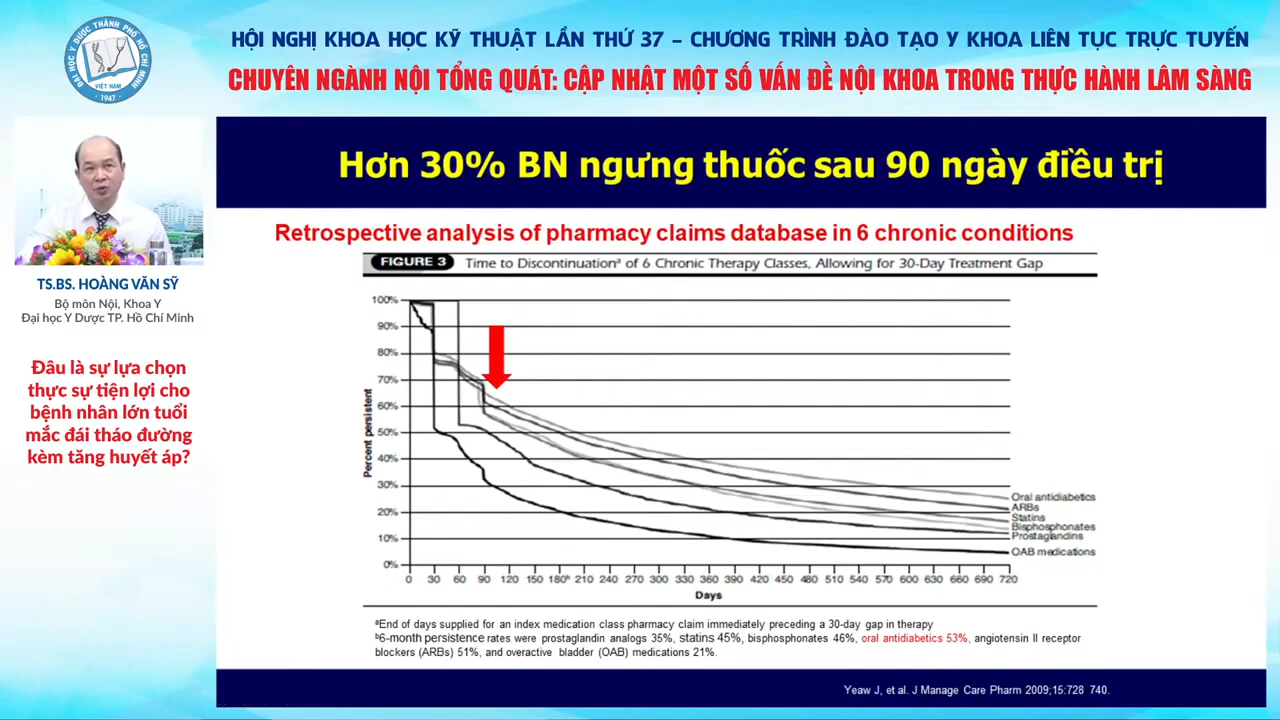 HỘI NGHỊ KHOA HỌC KỸ THUẬT LẦN THỨ 37 – CHƯƠNG TRÌNH ĐÀO TẠO Y KHOA LIÊN TỤC TRỰC TUYẾN
CHUYÊN NGÀNH NỘI TỔNG QUÁT: CẬP NHẬT MỘT SỐ VẤN ĐỀ NỘI KHOA TRONG THỰC HÀNH LÂM SÀNG
ĐẠI HỌC Y DƯỢC THÀNH PHỐ HỒ CHÍ MINH
VIỆT NAM
· 1947 ·
TS.BS. HOÀNG VĂN SỸ
Bộ môn Nội, Khoa Y
Đại học Y Dược TP. Hồ Chí Minh
Đâu là sự lựa chọn
thực sự tiện lợi cho
bệnh nhân lớn tuổi
mắc đái tháo đường
kèm tăng huyết áp?
Hơn 30% BN ngưng thuốc sau 90 ngày điều trị
Retrospective analysis of pharmacy claims database in 6 chronic conditions
FIGURE 3 Time to Discontinuationª of 6 Chronic Therapy Classes, Allowing for 30-Day Treatment Gap
Percent persistent
100%
90%
80%
70%
60%
50%
40%
30%
20%
10%
0%
Oral antidiabetics
ARBs
Statins
Bisphosphonates
Prostaglandins
OAB medications
0 30 60 90 120 150 180ᵇ 210 240 270 300 330 360 390 420 450 480 510 540 570 600 630 660 690 720
Days
ªEnd of days supplied for an index medication class pharmacy claim immediately preceding a 30-day gap in therapy
ᵇ6-month persistence rates were prostaglandin analogs 35%, statins 45%, bisphosphonates 46%, oral antidiabetics 53%, angiotensin II receptor
blockers (ARBs) 51%, and overactive bladder (OAB) medications 21%.
Yeaw J, et al. J Manage Care Pharm 2009;15:728 740.